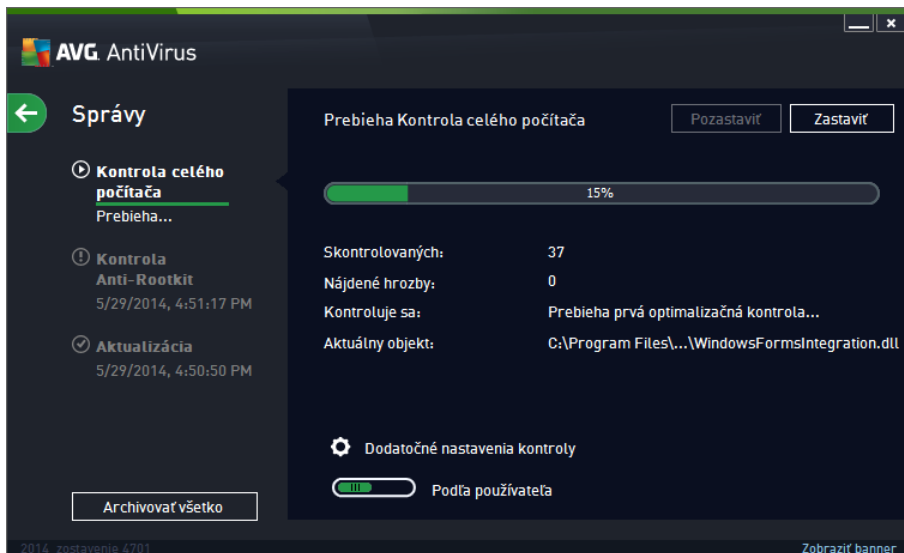 AVG AntiVirus
Správy
Kontrola celého
počítača
Prebieha...
Kontrola
Anti-Rootkit
5/29/2014, 4:51:17 PM
Aktualizácia
5/29/2014, 4:50:50 PM
Archivovať všetko
Prebieha Kontrola celého počítača
Pozastaviť
Zastaviť
15%
Skontrolovaných: 37
Nájdené hrozby: 0
Kontroluje sa: Prebieha prvá optimalizačná kontrola...
Aktuálny objekt: C:\Program Files\...\WindowsFormsIntegration.dll
Dodatočné nastavenia kontroly
Podľa používateľa
2014 zostavenie 4701
Zobraziť banner